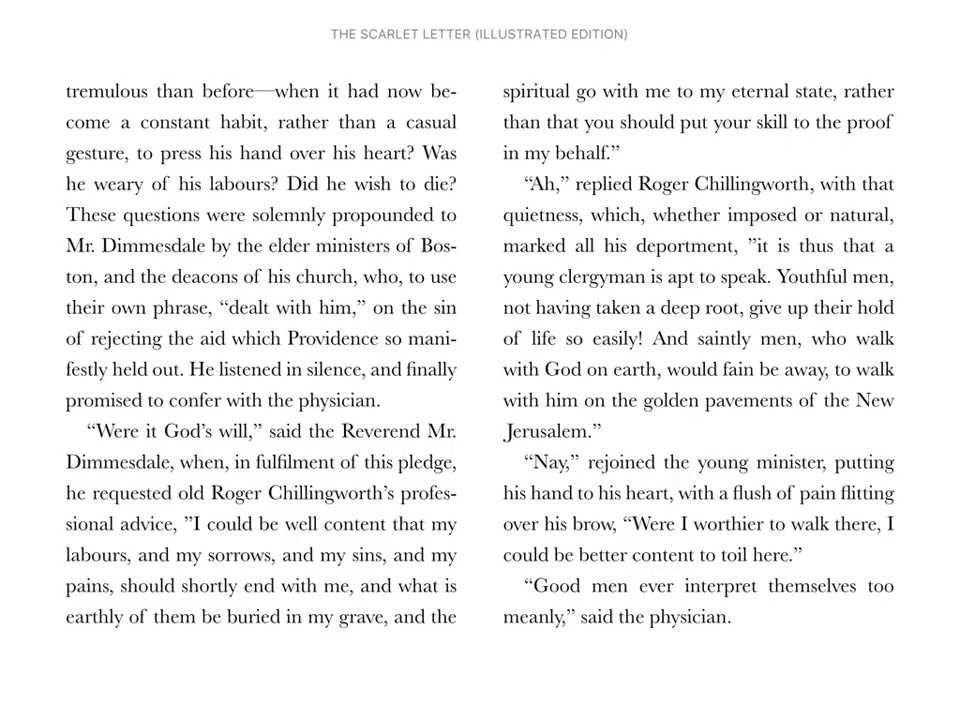 THE SCARLET LETTER (ILLUSTRATED EDITION)
tremulous than before—when it had now be-
come a constant habit, rather than a casual
gesture, to press his hand over his heart? Was
he weary of his labours? Did he wish to die?
These questions were solemnly propounded to
Mr. Dimmesdale by the elder ministers of Bos-
ton, and the deacons of his church, who, to use
their own phrase, “dealt with him,” on the sin
of rejecting the aid which Providence so mani-
festly held out. He listened in silence, and finally
promised to confer with the physician.
“Were it God’s will,” said the Reverend Mr.
Dimmesdale, when, in fulfilment of this pledge,
he requested old Roger Chillingworth’s profes-
sional advice, ”I could be well content that my
labours, and my sorrows, and my sins, and my
pains, should shortly end with me, and what is
earthly of them be buried in my grave, and the
spiritual go with me to my eternal state, rather
than that you should put your skill to the proof
in my behalf.”
“Ah,” replied Roger Chillingworth, with that
quietness, which, whether imposed or natural,
marked all his deportment, ”it is thus that a
young clergyman is apt to speak. Youthful men,
not having taken a deep root, give up their hold
of life so easily! And saintly men, who walk
with God on earth, would fain be away, to walk
with him on the golden pavements of the New
Jerusalem.”
“Nay,” rejoined the young minister, putting
his hand to his heart, with a flush of pain flitting
over his brow, “Were I worthier to walk there, I
could be better content to toil here.”
“Good men ever interpret themselves too
meanly,” said the physician.